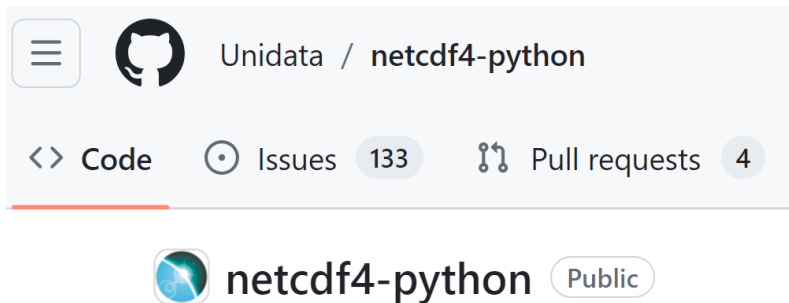 Unidata / netcdf4-python
Code Issues 133 Pull requests 4
netcdf4-python Public